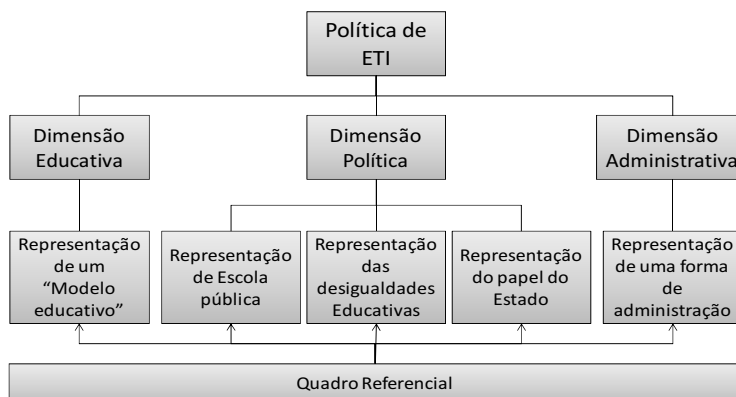 Política de
ETI
Dimensão
Educativa
Dimensão
Política
Dimensão
Administrativa
Representação
de um
“Modelo
educativo”
Representação
de Escola
pública
Representação
das
desigualdades
Educativas
Representação
do papel do
Estado
Representação
de uma forma
de
administração
Quadro Referencial